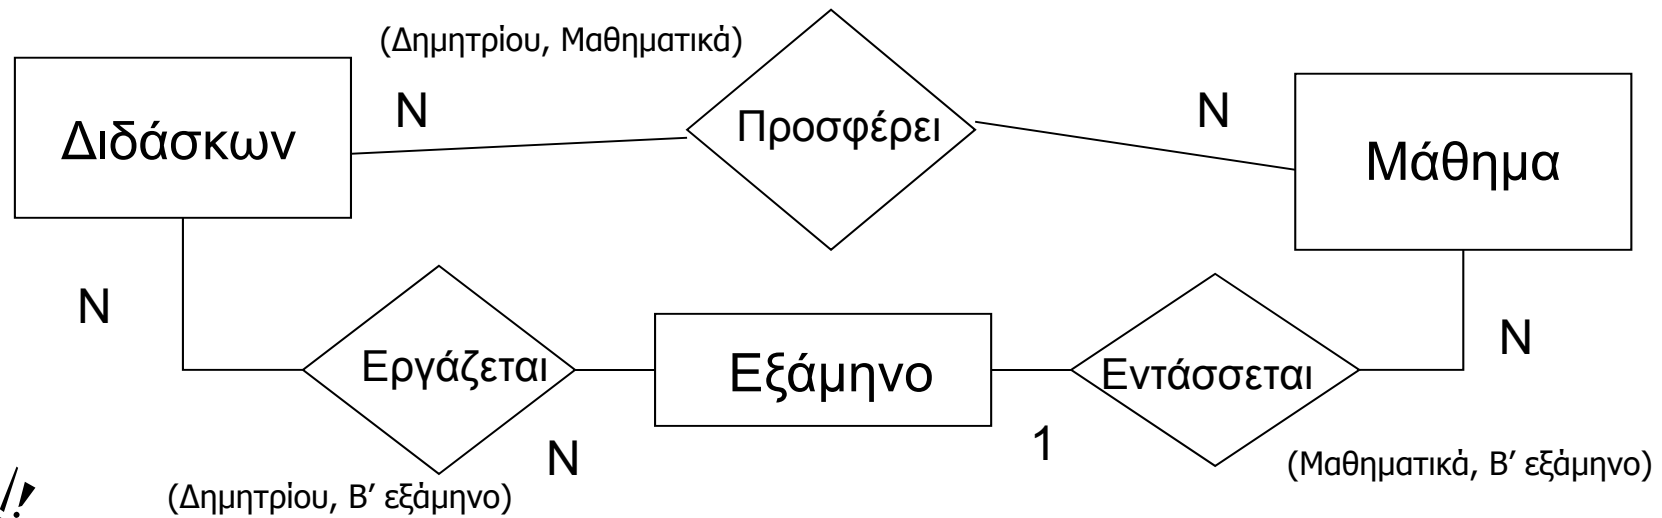 (Δημητρίου, Μαθηματικά)
Διδάσκων
N
Προσφέρει
N
Μάθημα
N
Εργάζεται
N
Εξάμηνο
1
Εντάσσεται
N
(Δημητρίου, Β’ εξάμηνο)
(Μαθηματικά, Β’ εξάμηνο)
!